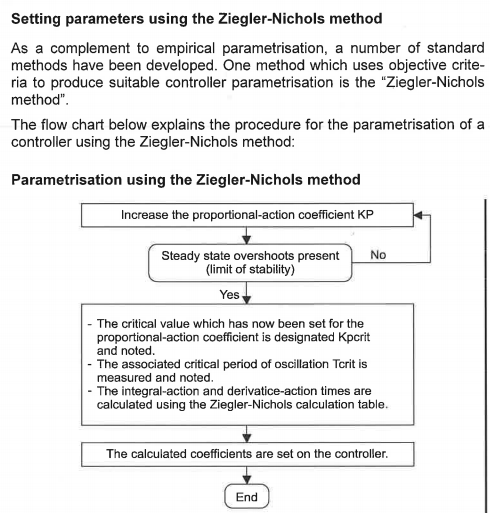 Setting parameters using the Ziegler-Nichols method
As a complement to empirical parametrisation, a number of standard
methods have been developed. One method which uses objective crite-
ria to produce suitable controller parametrisation is the “Ziegler-Nichols
method”.
The flow chart below explains the procedure for the parametrisation of a
controller using the Ziegler-Nichols method:
Parametrisation using the Ziegler-Nichols method
Increase the proportional-action coefficient KP
Steady state overshoots present
(limit of stability)
No
Yes
- The critical value which has now been set for the
proportional-action coefficient is designated Kpcrit
and noted.
- The associated critical period of oscillation Tcrit is
measured and noted.
- The integral-action and derivatice-action times are
calculated using the Ziegler-Nichols calculation table.
The calculated coefficients are set on the controller.
End